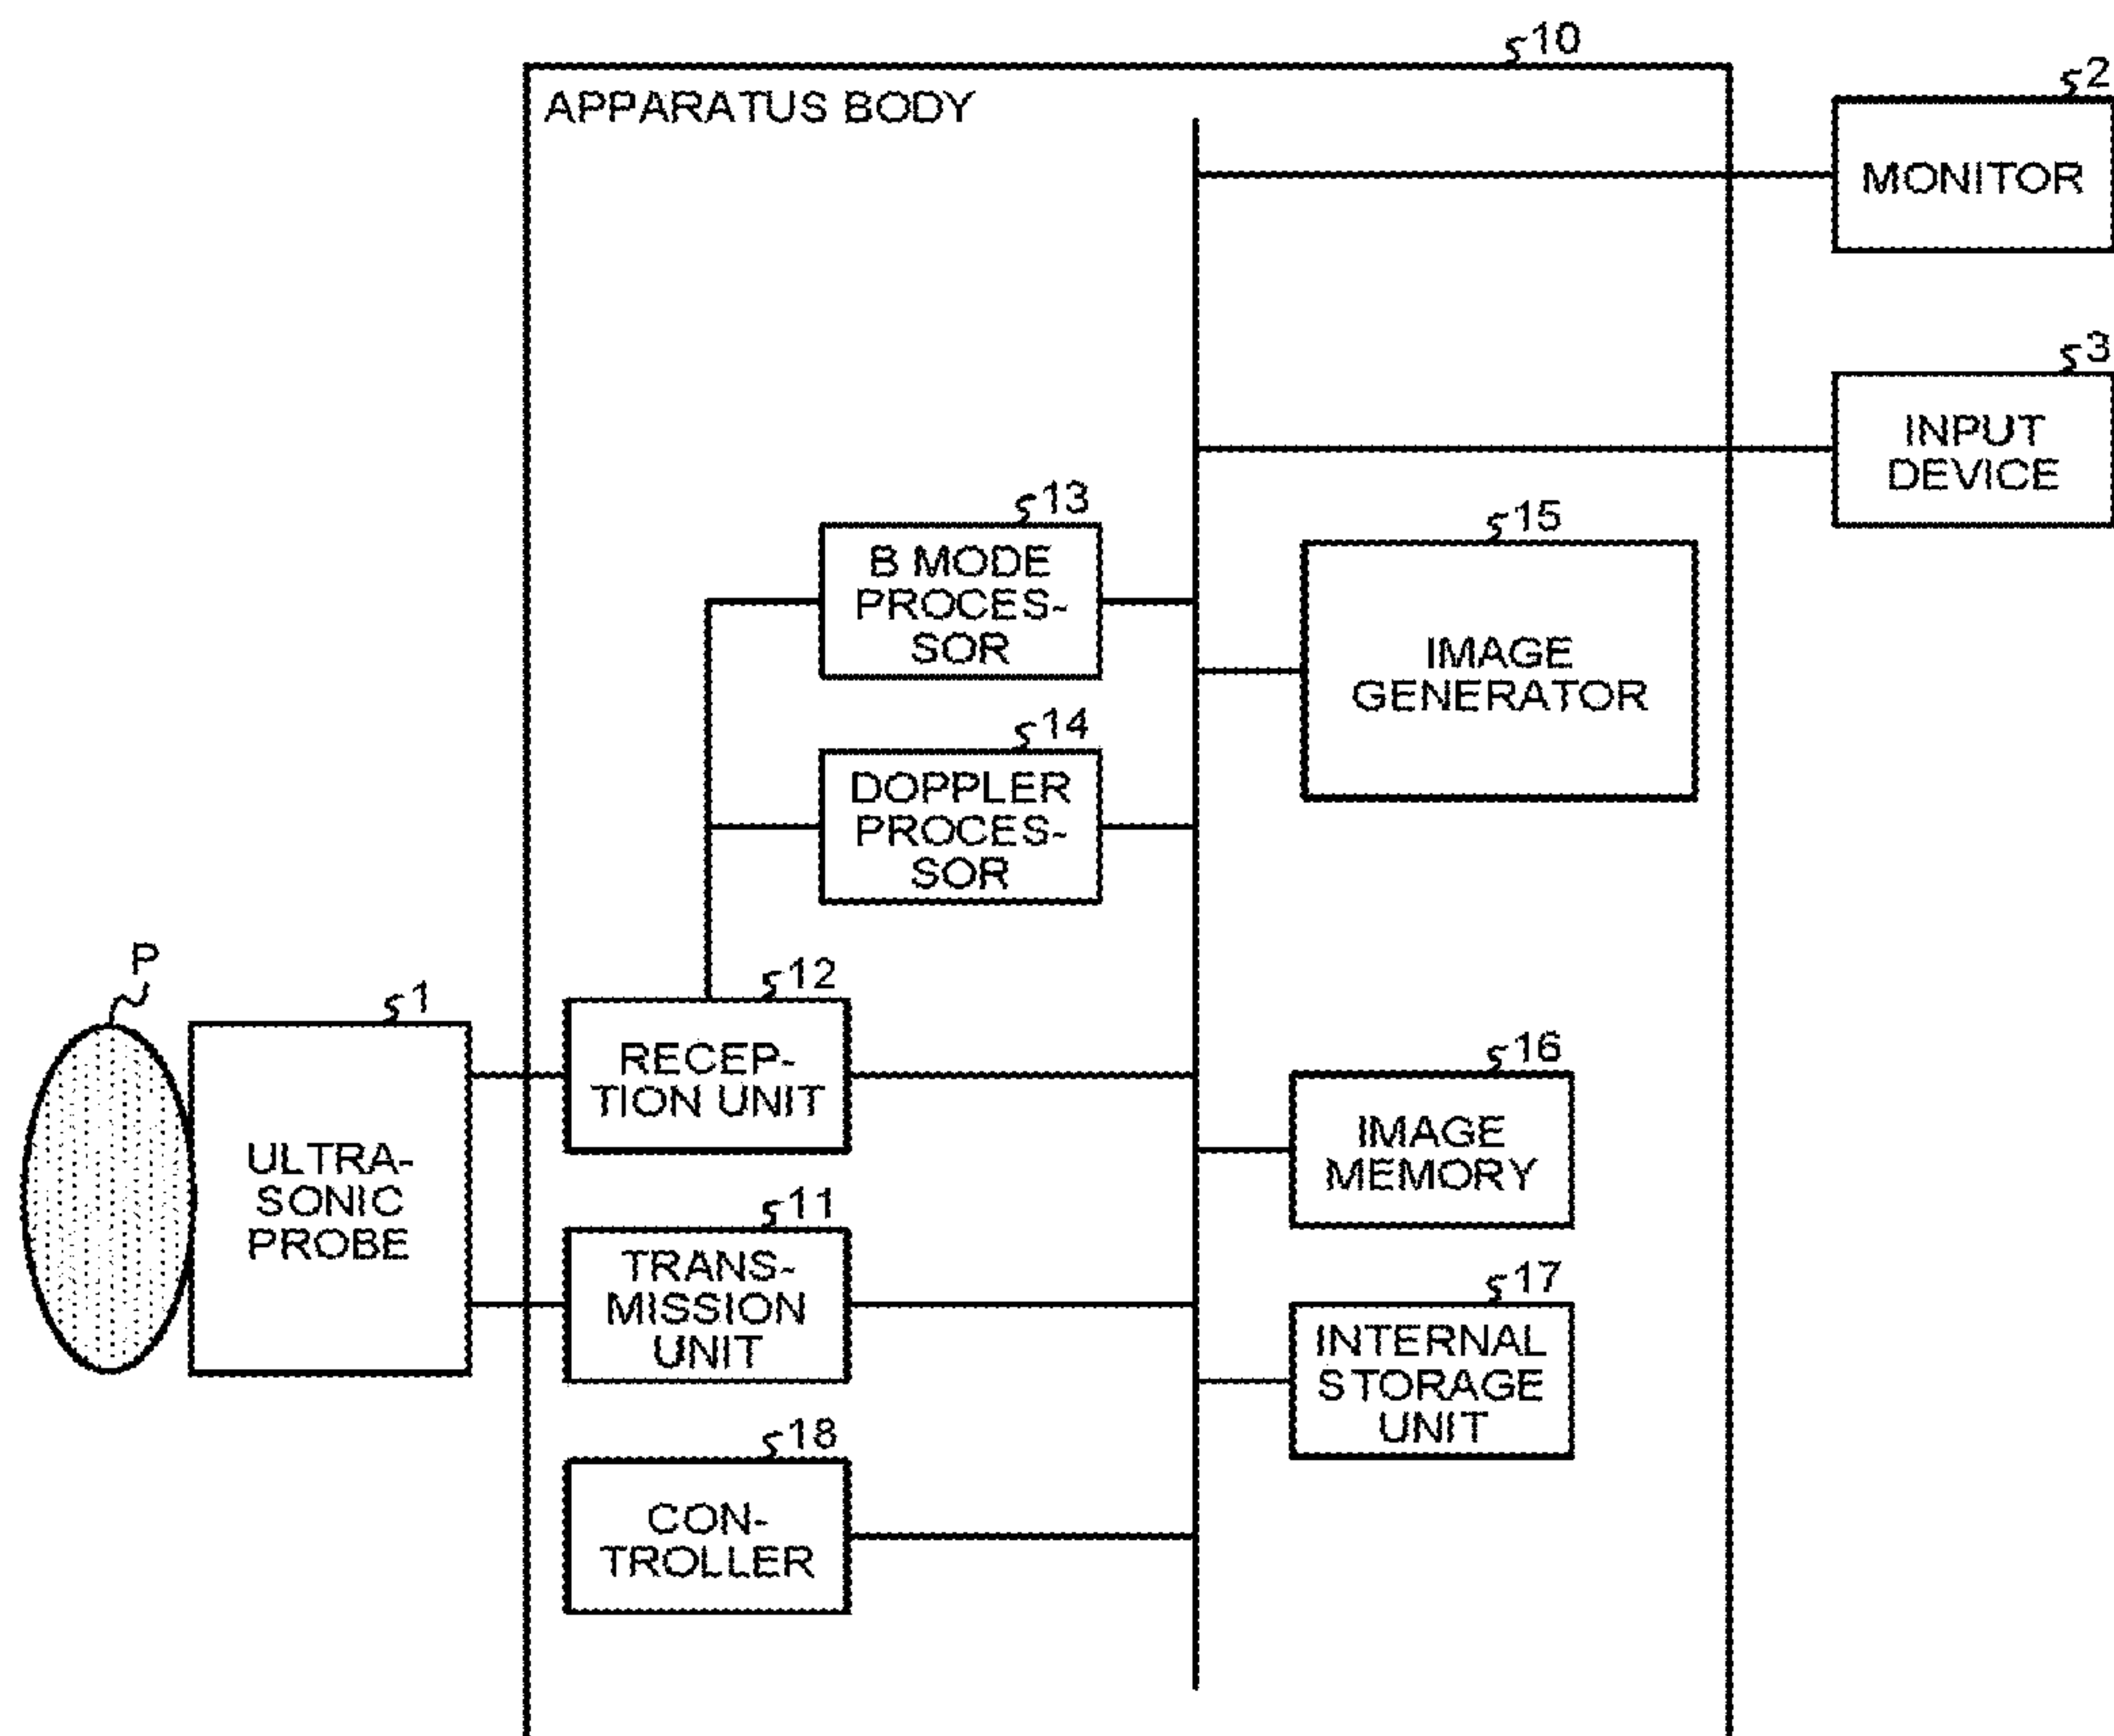 10
APPARATUS BODY
2
MONITOR
3
INPUT
DEVICE
13
B MODE
PROCES-
SOR
15
IMAGE
GENERATOR
14
DOPPLER
PROCES-
SOR
P
1
ULTRA-
SONIC
PROBE
12
RECEP-
TION UNIT
16
IMAGE
MEMORY
11
TRANS-
MISSION
UNIT
17
INTERNAL
STORAGE
UNIT
18
CON-
TROLLER